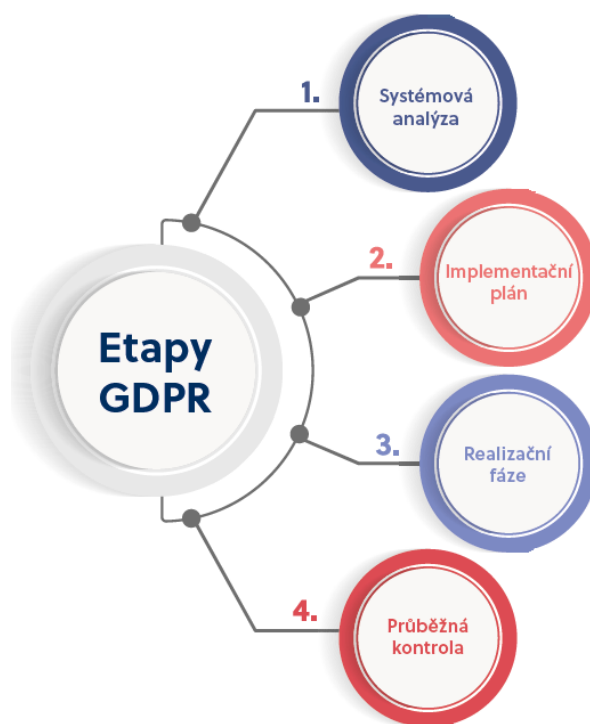 1.
Systémová
analýza
2.
Implementační
plán
Etapy
GDPR
3.
Realizační
fáze
4.
Průběžná
kontrola